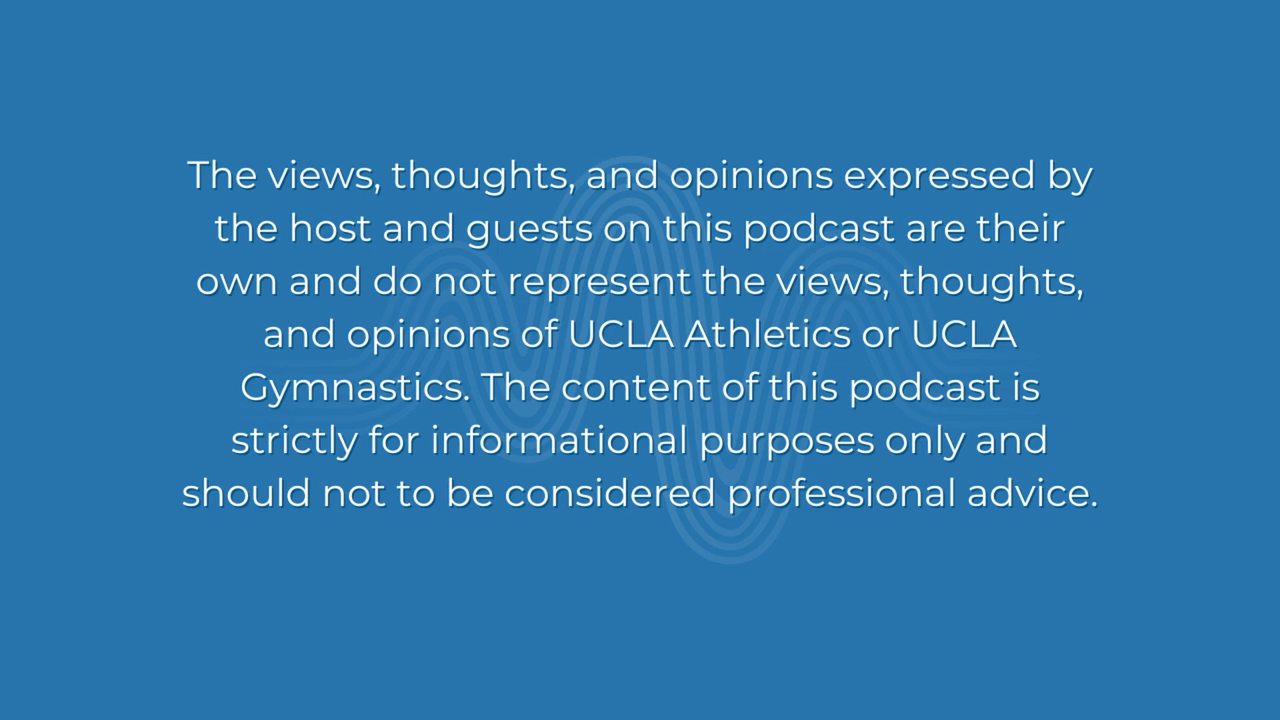 The views, thoughts, and opinions expressed by
the host and guests on this podcast are their
own and do not represent the views, thoughts,
and opinions of UCLA Athletics or UCLA
Gymnastics. The content of this podcast is
strictly for informational purposes only and
should not to be considered professional advice.